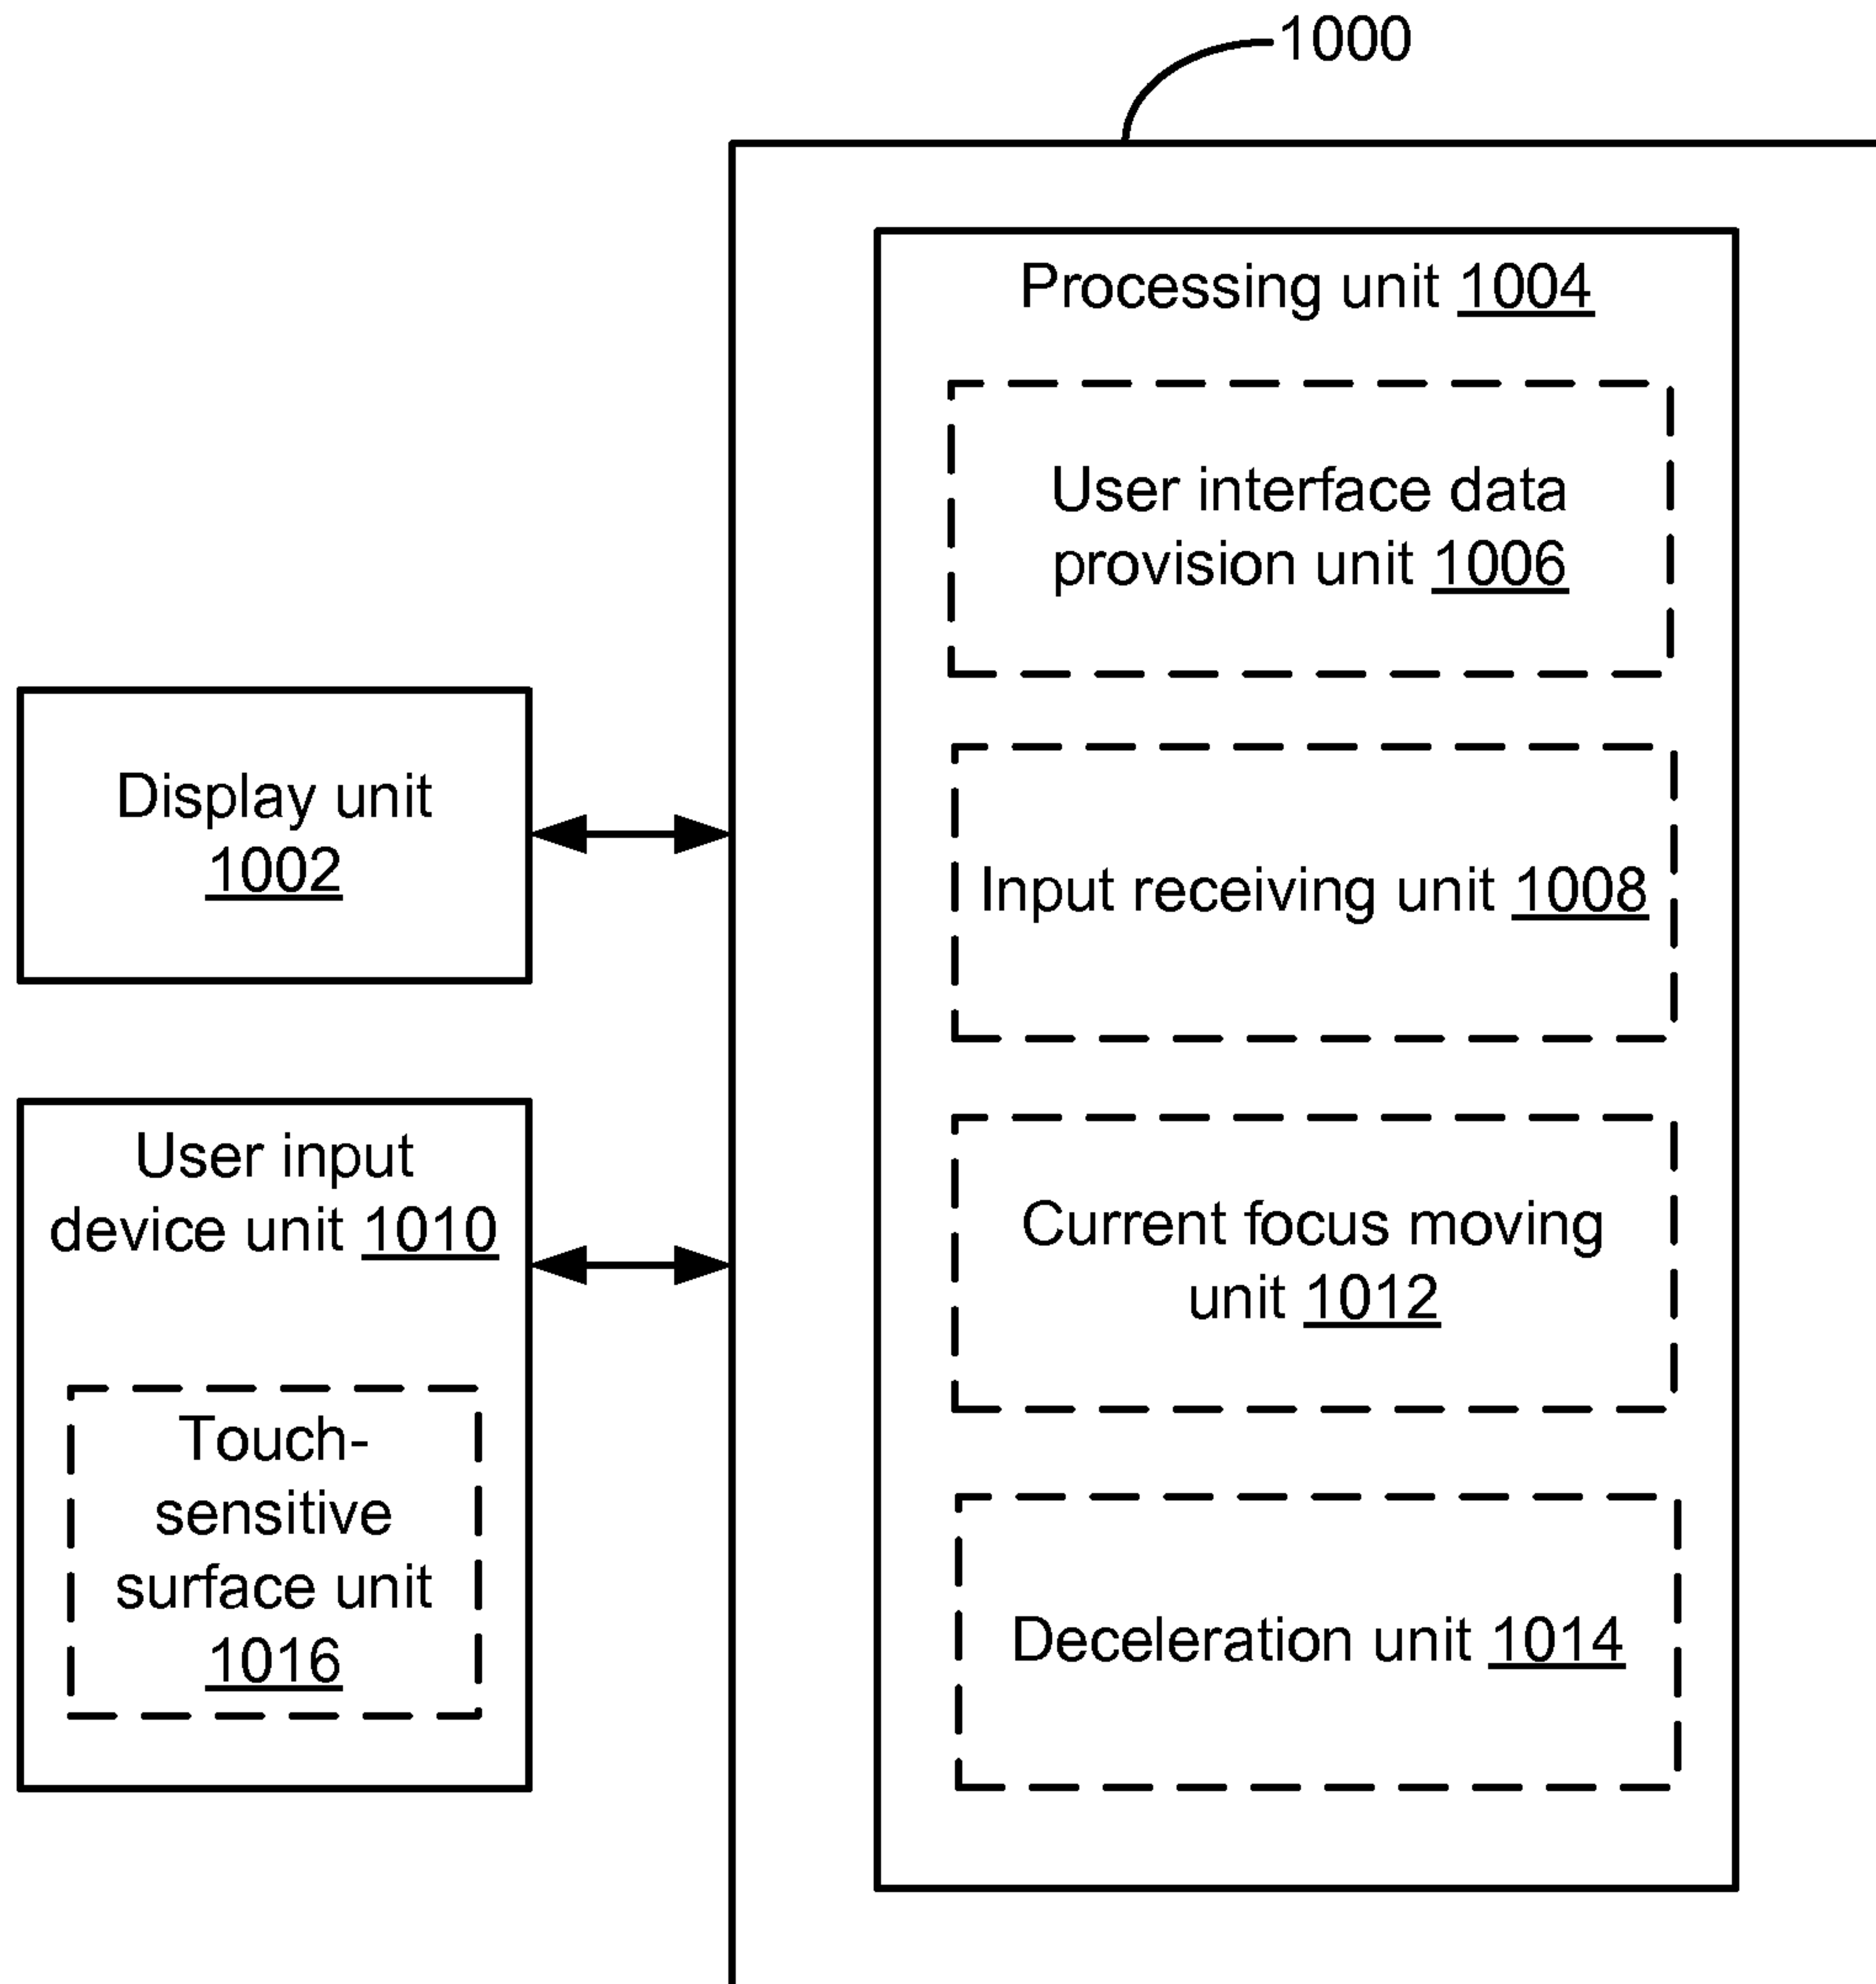 1000
Processing unit 1004
User interface data
provision unit 1006
Display unit
1002
Input receiving unit 1008
User input
device unit 1010
Current focus moving
unit 1012
Touch-
sensitive
surface unit
1016
Deceleration unit 1014